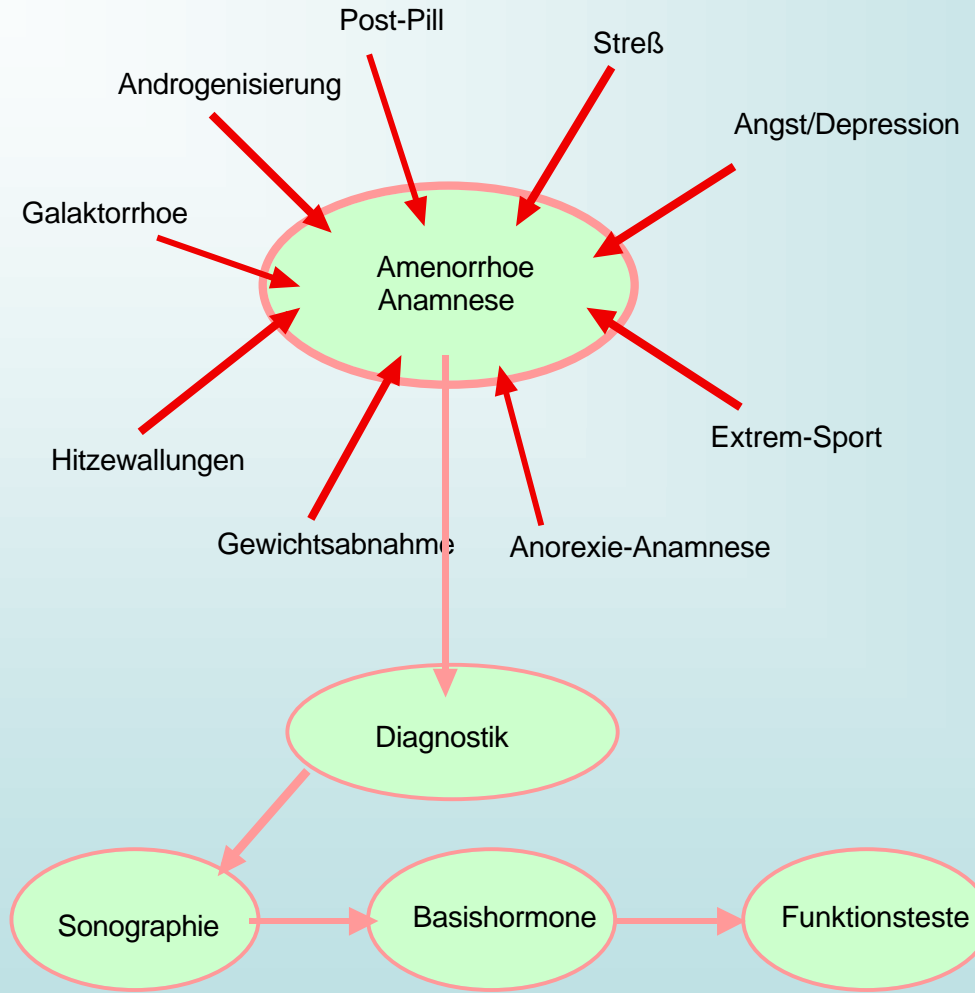 Post-Pill
Streß
Androgenisierung
Angst/Depression
Galaktorrhoe
Amenorrhoe
Anamnese
Extrem-Sport
Hitzewallungen
Gewichtsabnahme
Anorexie-Anamnese
Diagnostik
Sonographie
Basishormone
Funktionsteste